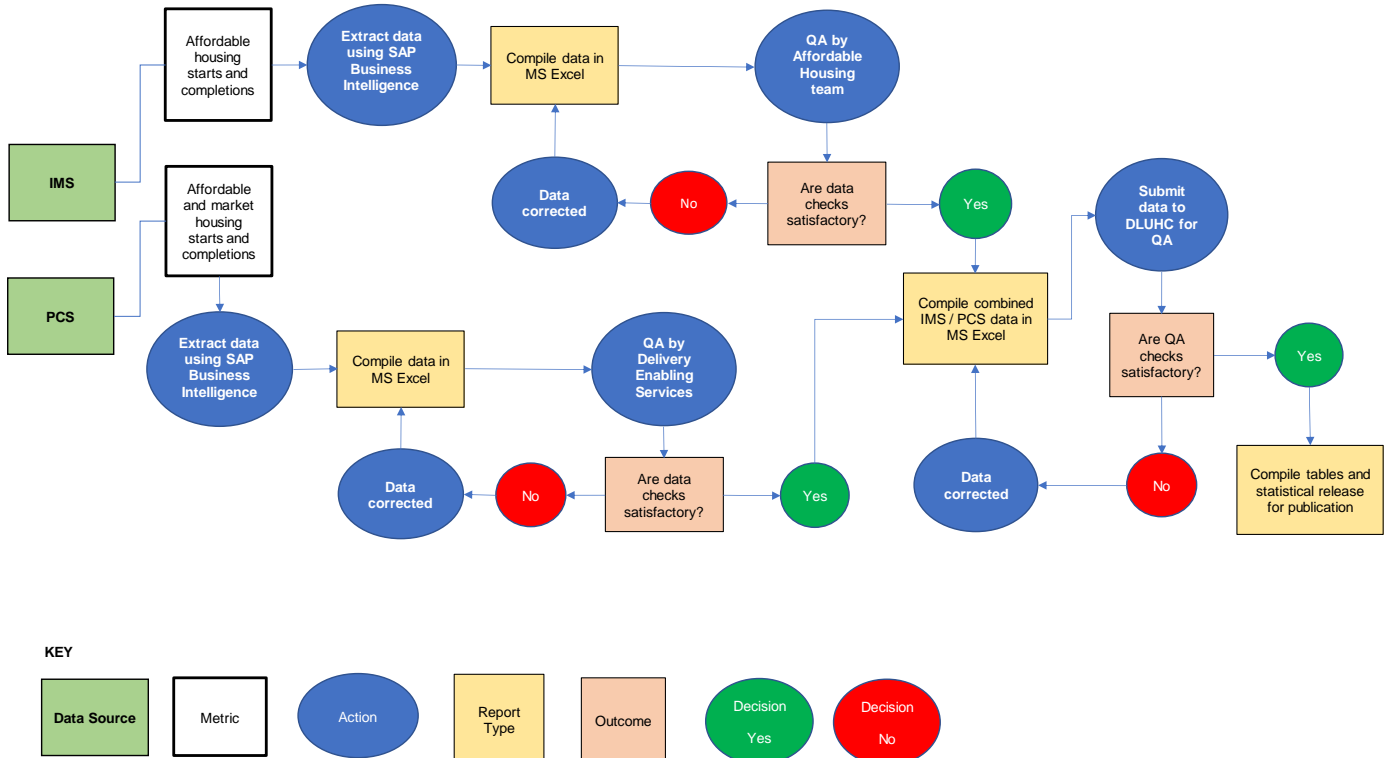 Affordable
housing
starts and
completions
Extract data
using SAP
Business
Intelligence
Compile data in
MS Excel
QA by
Affordable
Housing
team
IMS
Affordable
and market
housing
starts and
completions
Data
corrected
No
Are data
checks
satisfactory?
Yes
Submit
data to
DLUHC for
QA
PCS
Extract data
using SAP
Business
Intelligence
Compile data in
MS Excel
QA by
Delivery
Enabling
Services
Compile combined
IMS / PCS data in
MS Excel
Are QA
checks
satisfactory?
Yes
Data
corrected
No
Are data
checks
satisfactory?
Yes
Data
corrected
No
Compile tables and
statistical release
for publication
KEY
Data Source
Metric
Action
Report
Type
Outcome
Decision
Yes
Decision
No